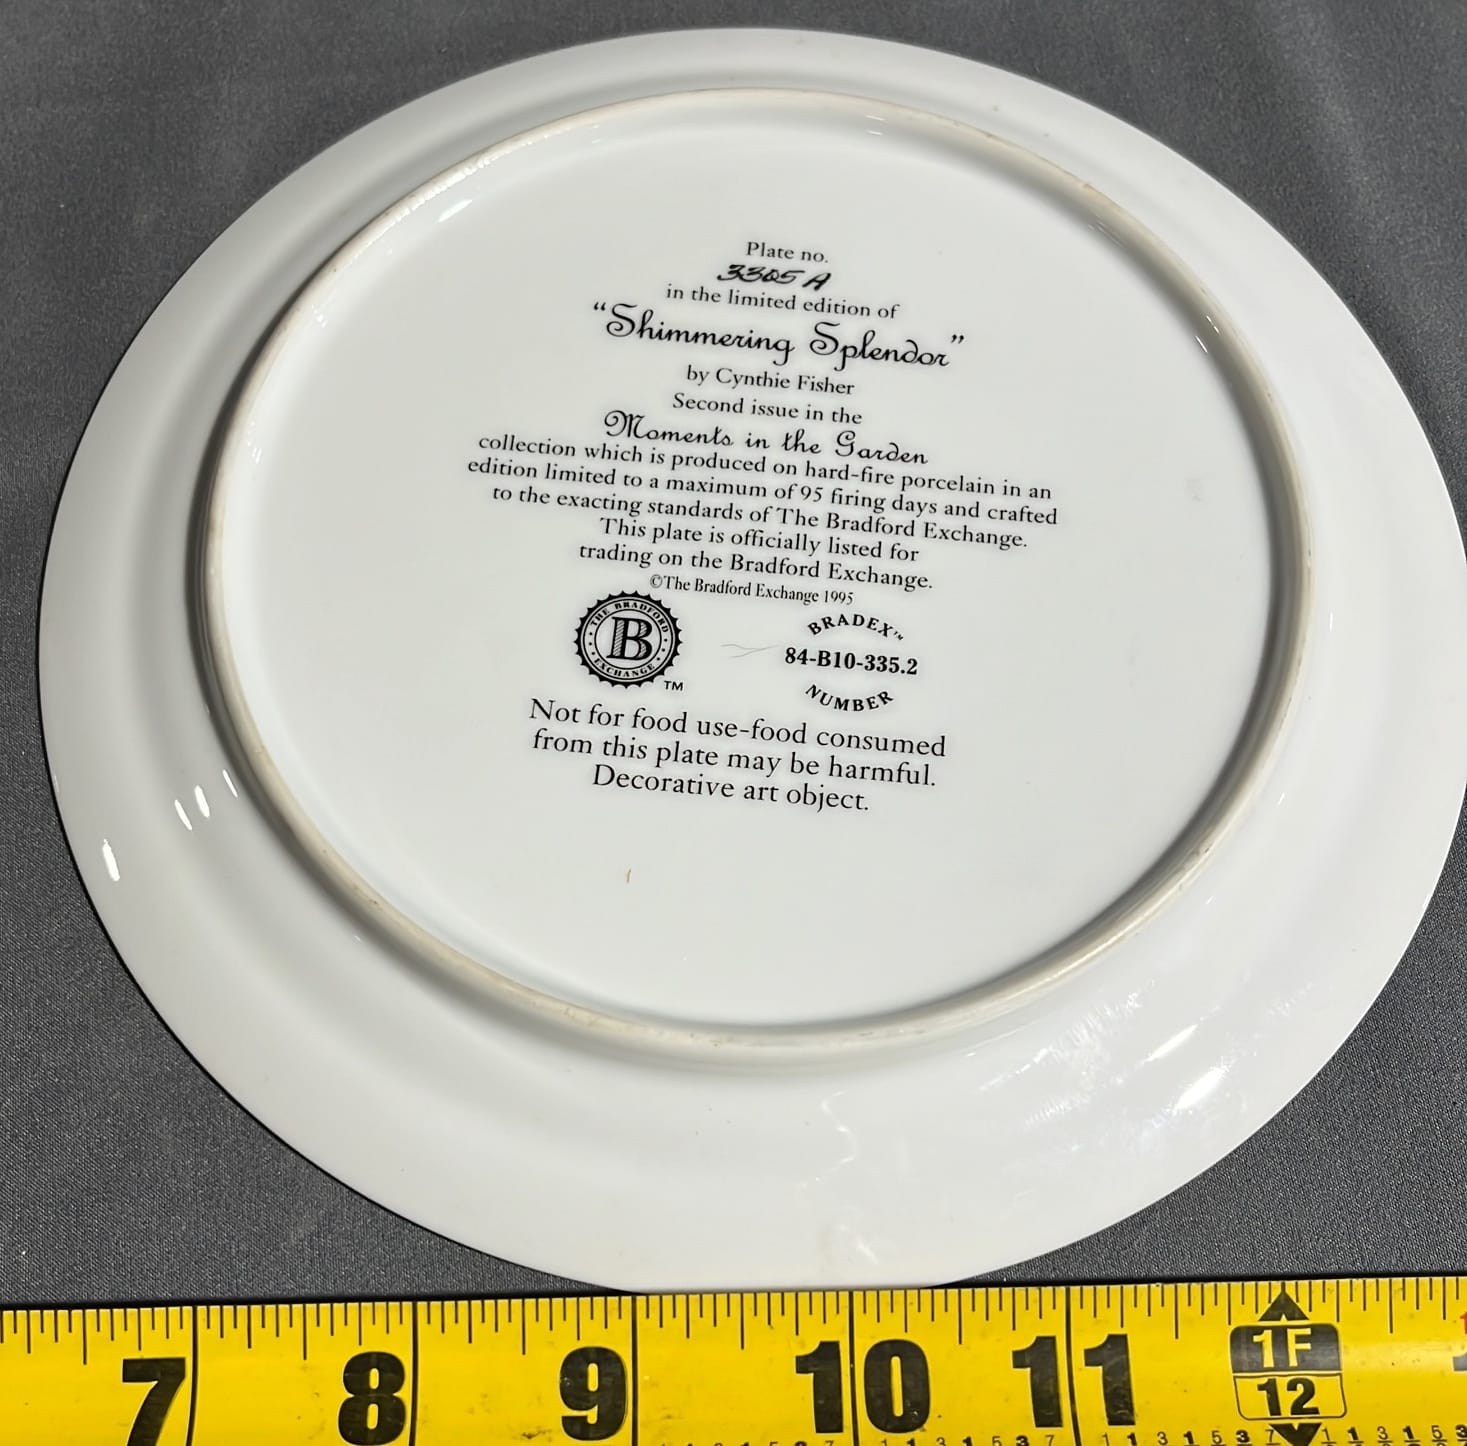 Plate no.
3305 A
in the limited edition of
“Shimmering Splendor”
by Cynthie Fisher
Second issue in the
Moments in the Garden
collection which is produced on hard-fire porcelain in an
edition limited to a maximum of 95 firing days and crafted
to the exacting standards of The Bradford Exchange.
This plate is officially listed for
trading on the Bradford Exchange.
©The Bradford Exchange 1995
THE BRADFORD
B
EXCHANGE
TM
BRADEX™
84-B10-335.2
NUMBER
Not for food use-food consumed
from this plate may be harmful.
Decorative art object.
7 8 9 10 11 1F 11
12